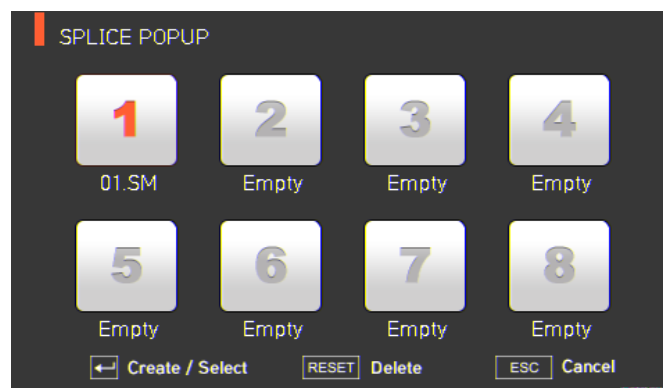 SPLICE POPUP
1 2 3 4
01.SM Empty Empty Empty
5 6 7 8
Empty Empty Empty Empty
Create / Select RESET Delete ESC Cancel